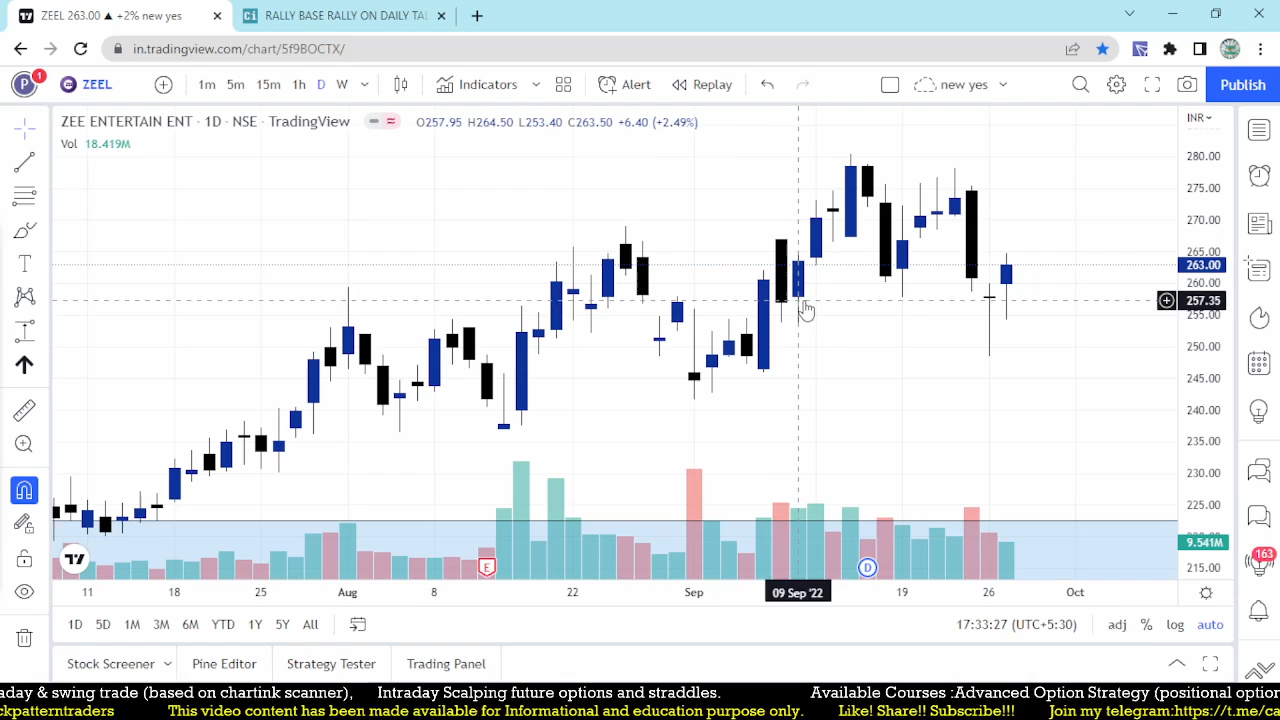 ZEEL 263.00 ▲ +2% new yes
RALLY BASE RALLY ON DAILY TAI
in.tradingview.com/chart/5f9BOCTX/
P
1
ZEEL
1m
5m
15m
1h
D
W
Indicators
Alert
Replay
new yes
Publish
ZEE ENTERTAIN ENT · 1D · NSE · TradingView
O257.95 H264.50 L253.40 C263.50 +6.40 (+2.49%)
INR
Vol 18.419M
280.00
275.00
270.00
265.00
263.00
260.00
257.35
255.00
250.00
245.00
240.00
235.00
230.00
225.00
9.541M
215.00
E
D
163
11
18
25
Aug
8
22
Sep
09 Sep '22
19
26
Oct
1D
5D
1M
3M
6M
YTD
1Y
5Y
All
17:33:27 (UTC+5:30)
adj
%
log
auto
Stock Screener
Pine Editor
Strategy Tester
Trading Panel
aday & swing trade (based on chartink scanner), Intraday Scalping future options and straddles. Available Courses :Advanced Option Strategy (positional option
ckpatterntraders This video content has been made available for Informational and education purpose only. Like! Share!! Subscribe!!! Join my telegram:https://t.me/ca